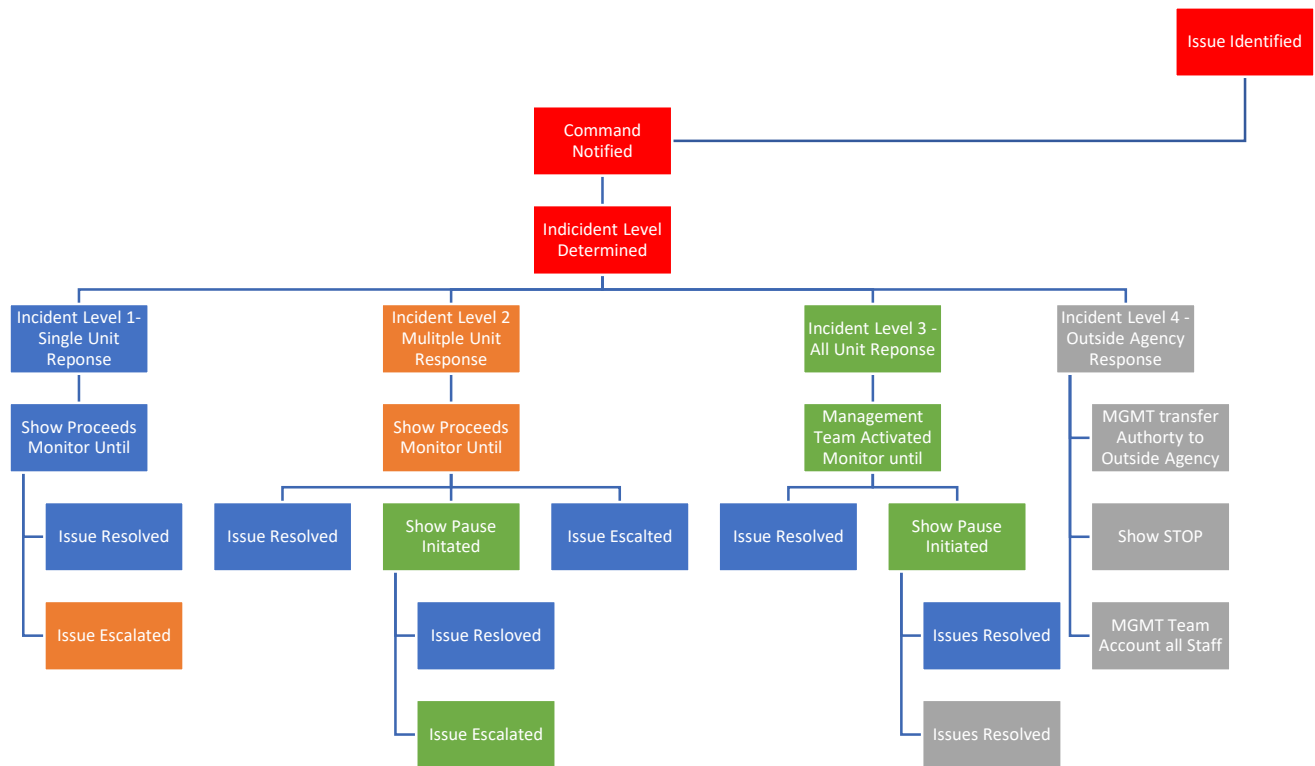 Issue Identified
Command
Notified
Indicident Level
Determined
Incident Level 1-
Single Unit
Reponse
Incident Level 2
Mulitple Unit
Response
Incident Level 3 -
All Unit Reponse
Incident Level 4 -
Outside Agency
Response
Show Proceeds
Monitor Until
Show Proceeds
Monitor Until
Management
Team Activated
Monitor until
MGMT transfer
Authorty to
Outside Agency
Issue Resolved
Issue Resolved
Show Pause
Initated
Issue Escalted
Issue Resolved
Show Pause
Initiated
Show STOP
Issue Escalated
Issue Resloved
Issues Resolved
MGMT Team
Account all Staff
Issue Escalated
Issues Resolved